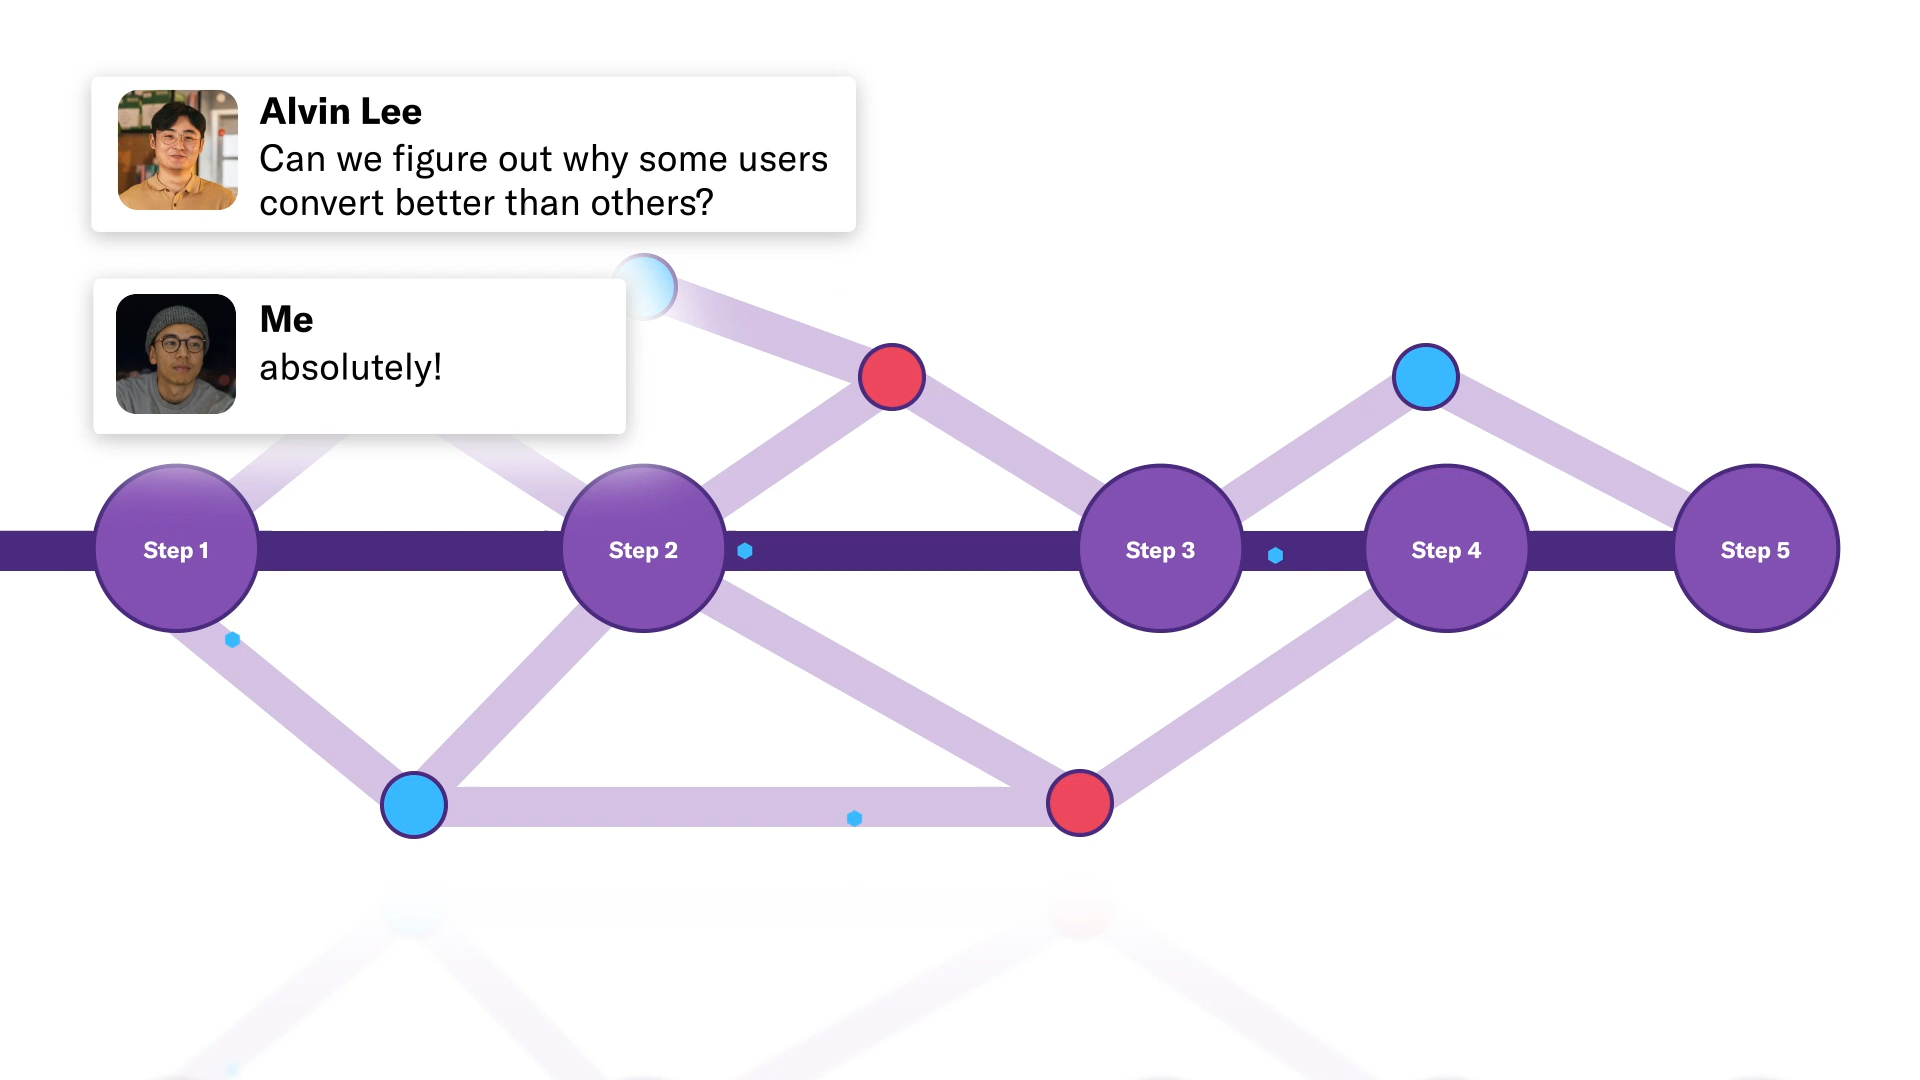 Alvin Lee
Can we figure out why some users
convert better than others?
Me
absolutely!
Step 1
Step 2
Step 3
Step 4
Step 5